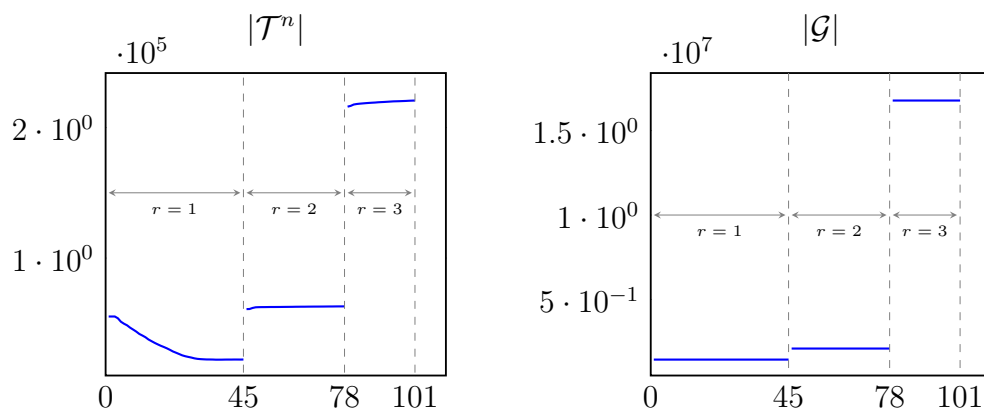 |𝒯ⁿ|
·10⁵
2 · 10⁰
1 · 10⁰
r = 1
r = 2
r = 3
0 45 78 101
|𝒢|
·10⁷
1.5 · 10⁰
1 · 10⁰
5 · 10⁻¹
r = 1
r = 2
r = 3
0 45 78 101